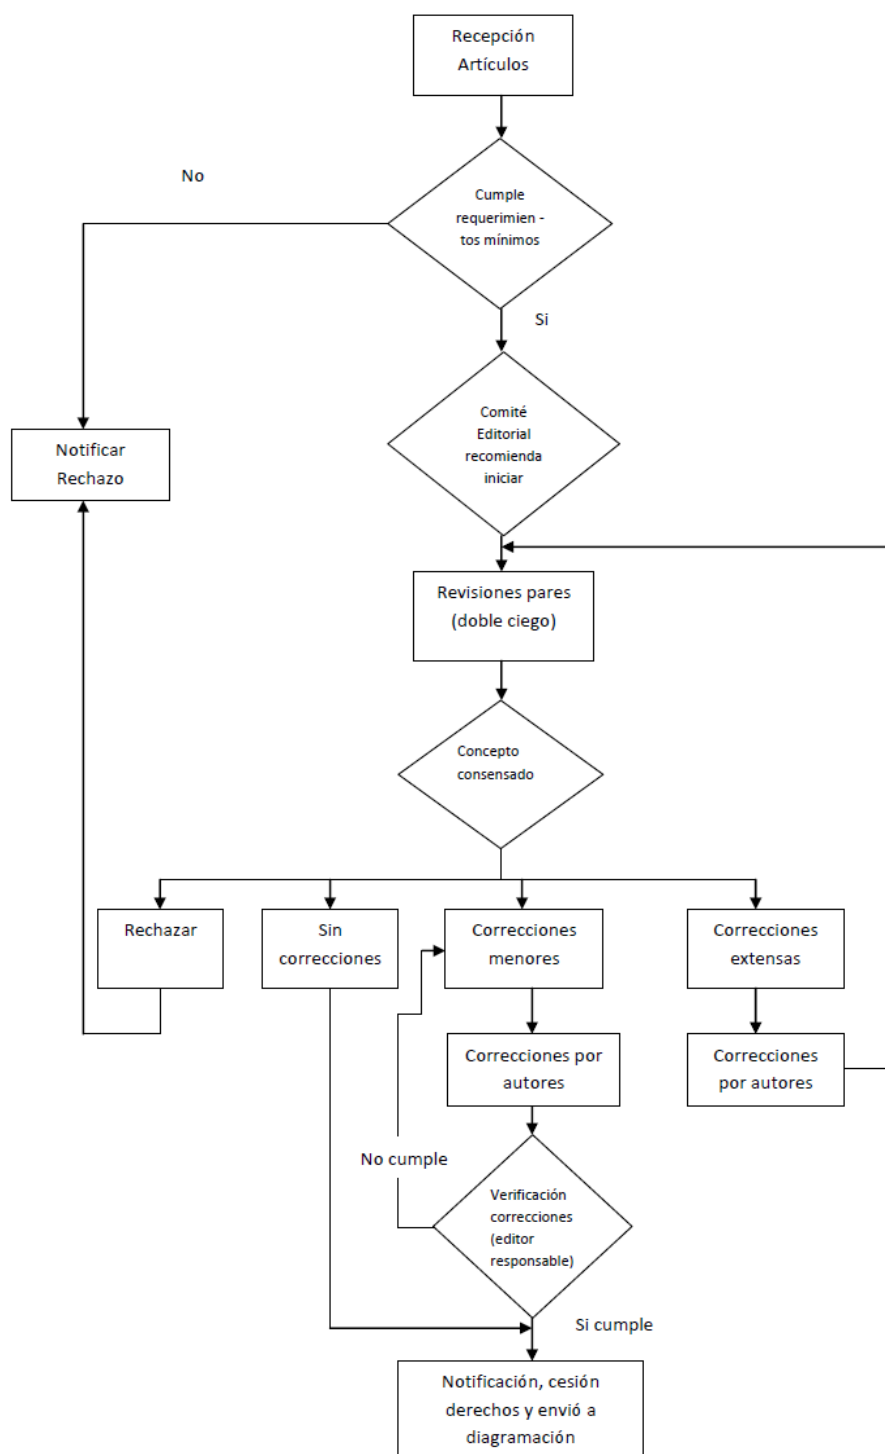 Recepción
Artículos
No
Cumple
requerimien -
tos mínimos
Si
Comité
Editorial
recomienda
iniciar
Notificar
Rechazo
Revisiones pares
(doble ciego)
Concepto
consensado
Rechazar
Sin
correcciones
Correcciones
menores
Correcciones
extensas
Correcciones por
autores
Correcciones
por autores
No cumple
Verificación
correcciones
(editor
responsable)
Si cumple
Notificación, cesión
derechos y envió a
diagramación